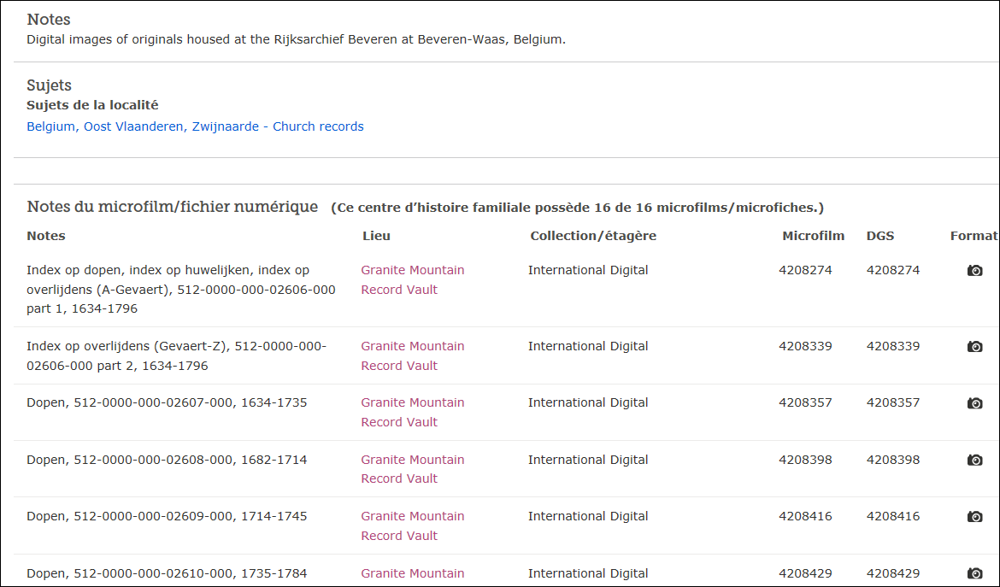 Notes
Digital images of originals housed at the Rijksarchief Beveren at Beveren-Waas, Belgium.
Sujets
Sujets de la localité
Belgium, Oost Vlaanderen, Zwijnaarde - Church records
Notes du microfilm/fichier numérique (Ce centre d’histoire familiale possède 16 de 16 microfilms/microfiches.)
Notes Lieu Collection/étagère Microfilm DGS Format
Index op dopen, index op huwelijken, index op Granite Mountain International Digital 4208274 4208274
overlijdens (A-Gevaert), 512-0000-000-02606-000 Record Vault
part 1, 1634-1796
Index op overlijdens (Gevaert-Z), 512-0000-000- Granite Mountain International Digital 4208339 4208339
02606-000 part 2, 1634-1796 Record Vault
Dopen, 512-0000-000-02607-000, 1634-1735 Granite Mountain International Digital 4208357 4208357
Record Vault
Dopen, 512-0000-000-02608-000, 1682-1714 Granite Mountain International Digital 4208398 4208398
Record Vault
Dopen, 512-0000-000-02609-000, 1714-1745 Granite Mountain International Digital 4208416 4208416
Record Vault
Dopen, 512-0000-000-02610-000, 1735-1784 Granite Mountain International Digital 4208429 4208429